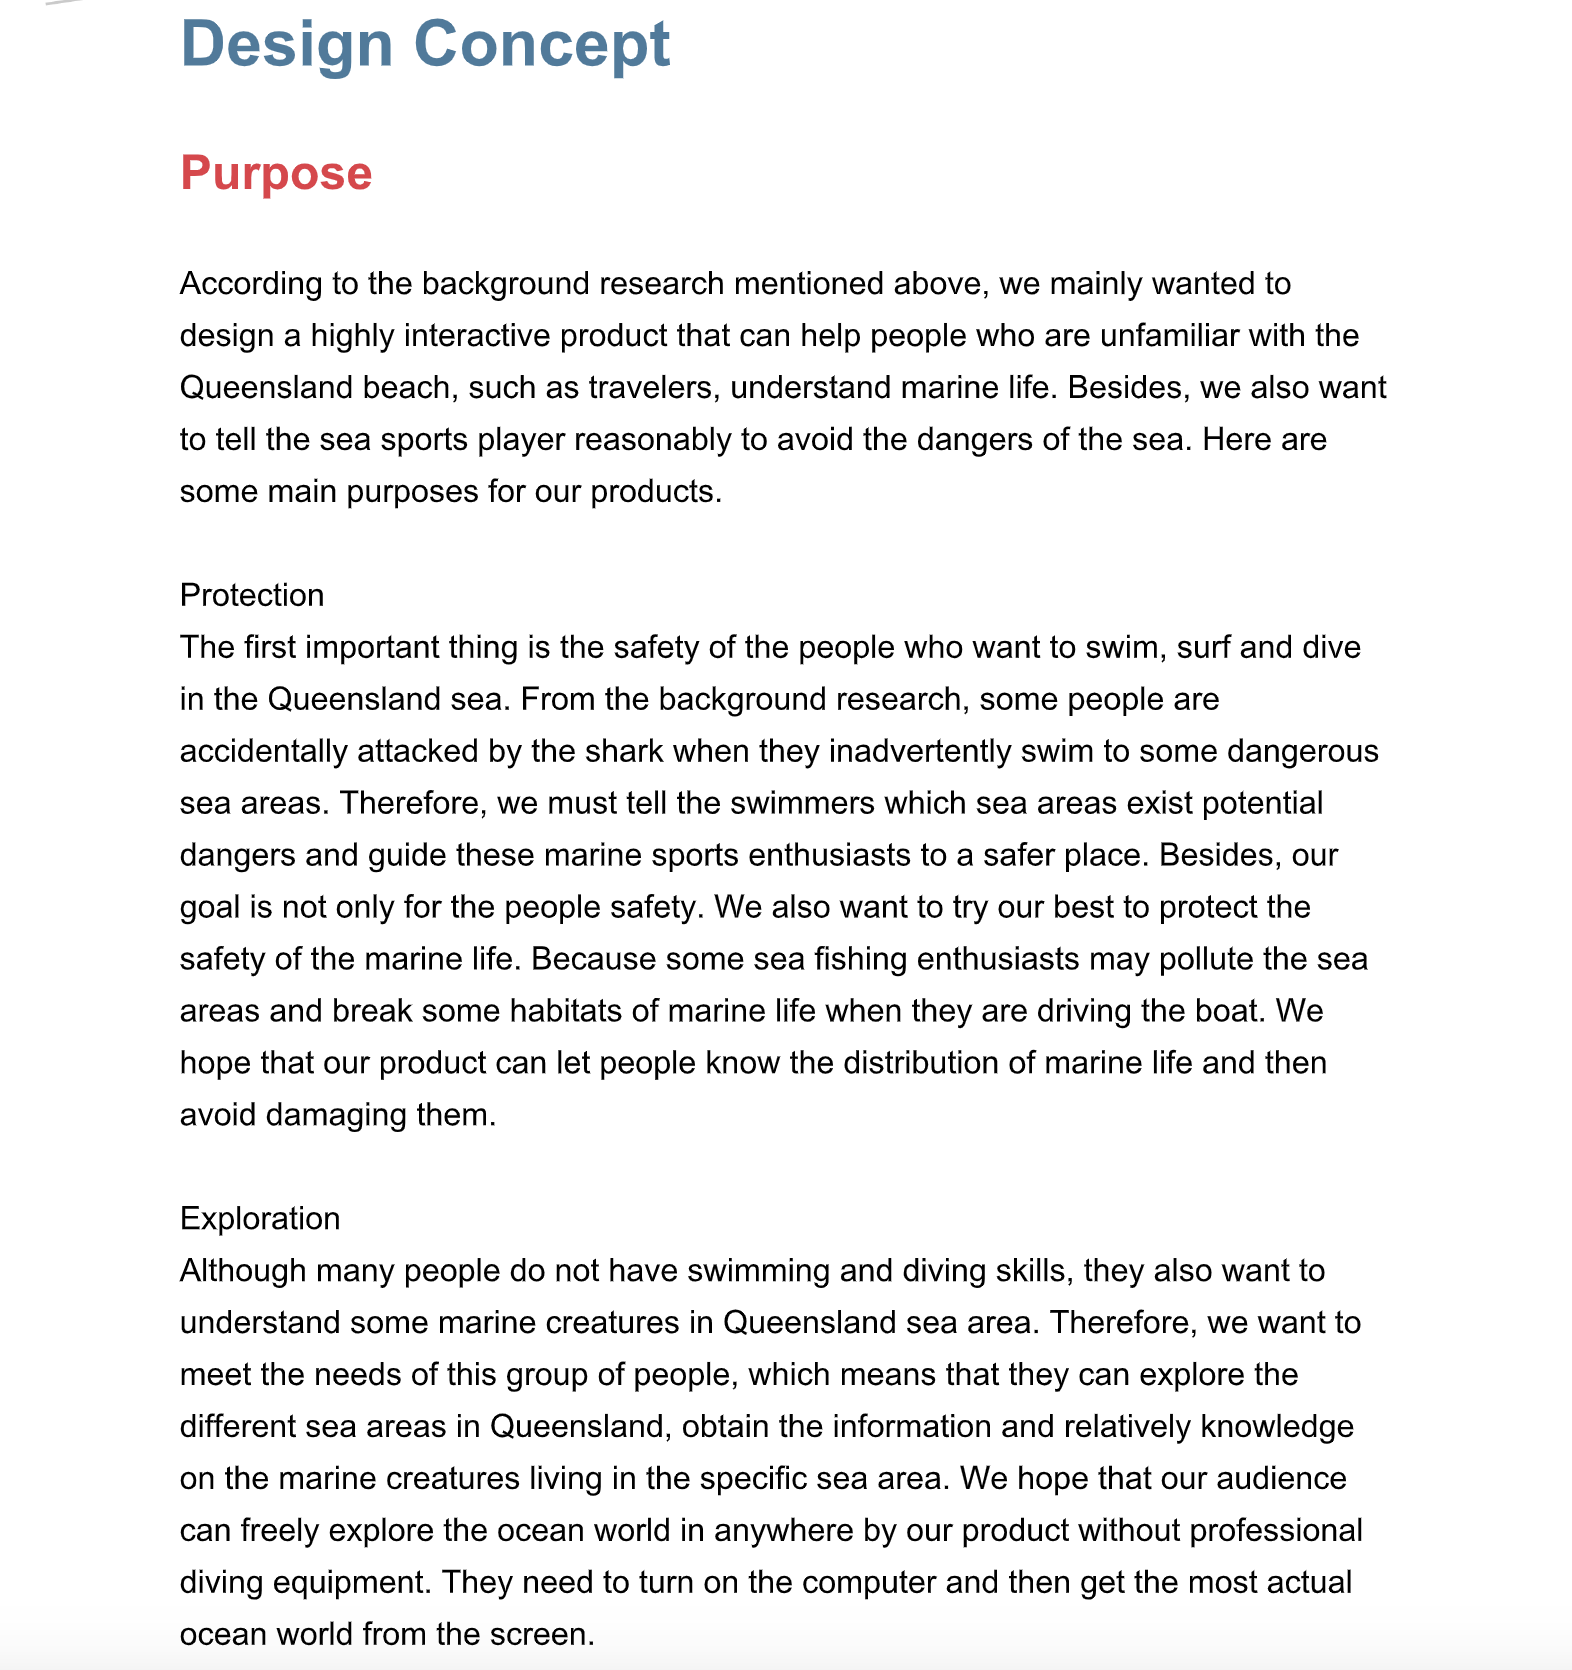 Design Concept
Purpose
According to the background research mentioned above, we mainly wanted to
design a highly interactive product that can help people who are unfamiliar with the
Queensland beach, such as travelers, understand marine life. Besides, we also want
to tell the sea sports player reasonably to avoid the dangers of the sea. Here are
some main purposes for our products.
Protection
The first important thing is the safety of the people who want to swim, surf and dive
in the Queensland sea. From the background research, some people are
accidentally attacked by the shark when they inadvertently swim to some dangerous
sea areas. Therefore, we must tell the swimmers which sea areas exist potential
dangers and guide these marine sports enthusiasts to a safer place. Besides, our
goal is not only for the people safety. We also want to try our best to protect the
safety of the marine life. Because some sea fishing enthusiasts may pollute the sea
areas and break some habitats of marine life when they are driving the boat. We
hope that our product can let people know the distribution of marine life and then
avoid damaging them.
Exploration
Although many people do not have swimming and diving skills, they also want to
understand some marine creatures in Queensland sea area. Therefore, we want to
meet the needs of this group of people, which means that they can explore the
different sea areas in Queensland, obtain the information and relatively knowledge
on the marine creatures living in the specific sea area. We hope that our audience
can freely explore the ocean world in anywhere by our product without professional
diving equipment. They need to turn on the computer and then get the most actual
ocean world from the screen.